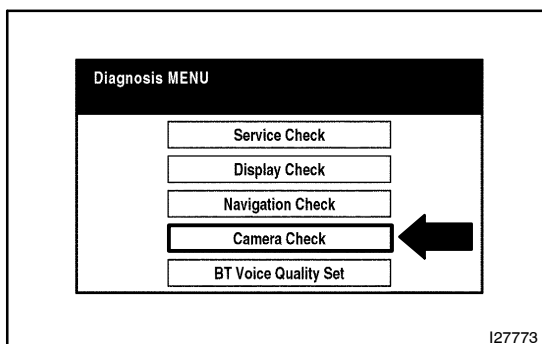 Diagnosis MENU
Service Check
Display Check
Navigation Check
Camera Check
BT Voice Quality Set
I27773